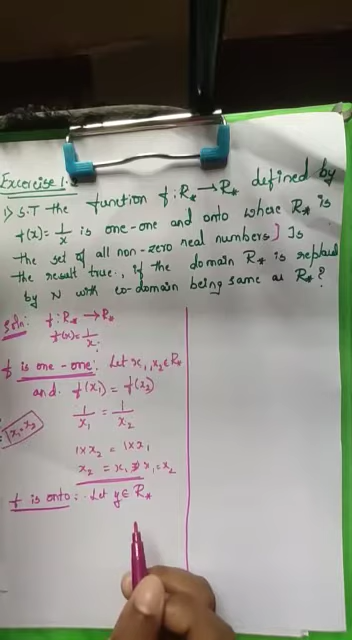 Excercise 1:
1) S.T the function f: R* → R* defined by
f(x) = 1/x is one-one and onto where R* is
the set of all non-zero real numbers] Is
the result true, if the domain R* is replaced
by N with co-domain being same as R*?
Soln: f: R* → R*
f(x) = 1/x
f is one-one: Let x1, x2 ∈ R*
and f(x1) = f(x2)
1/x1 = 1/x2
x1 = x2
1×x2 = 1×x1
x2 = x1 ⇒ x1 = x2
f is onto: Let y ∈ R*